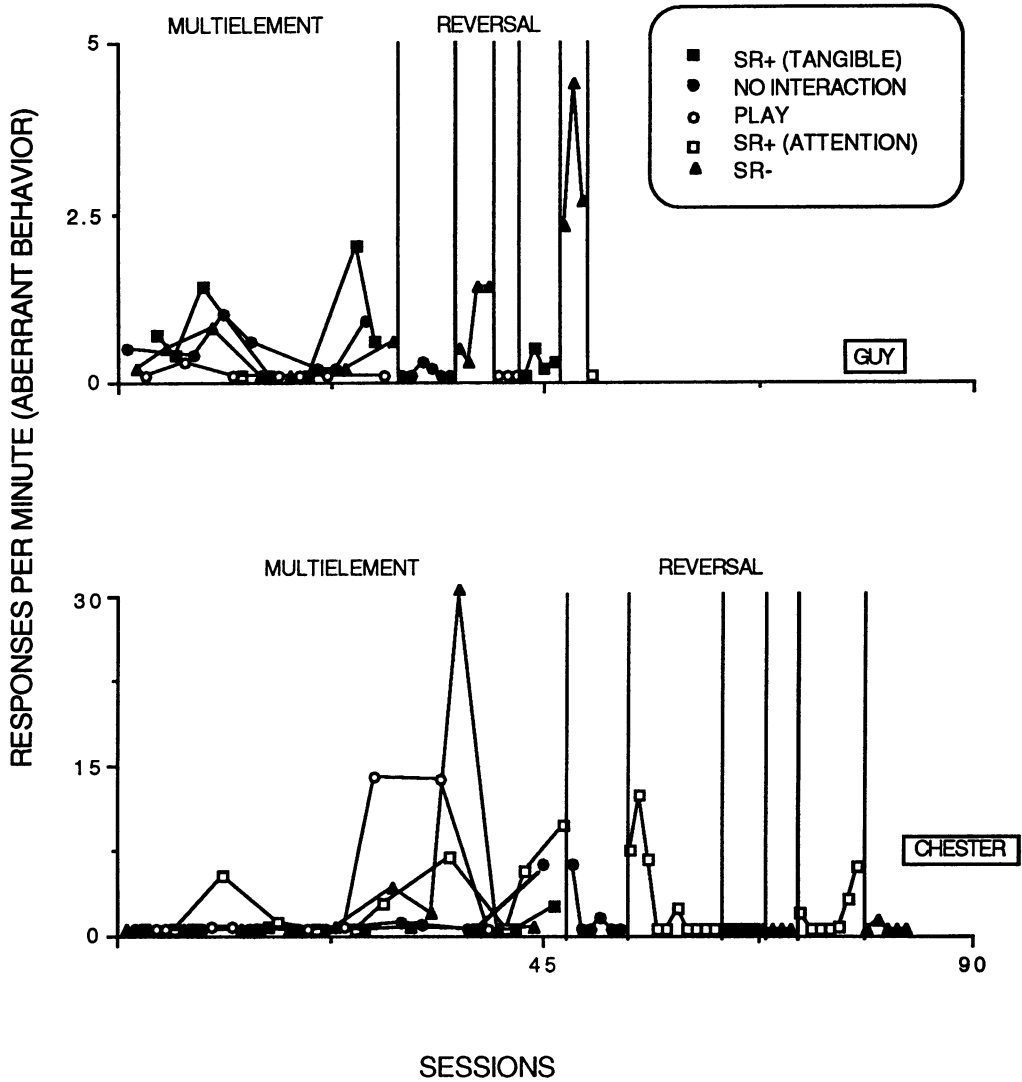 MULTIELEMENT REVERSAL
SR+ (TANGIBLE)
NO INTERACTION
PLAY
SR+ (ATTENTION)
SR-
5
2.5
0
GUY
RESPONSES PER MINUTE (ABERRANT BEHAVIOR)
MULTIELEMENT REVERSAL
30
15
0
CHESTER
45 90
SESSIONS